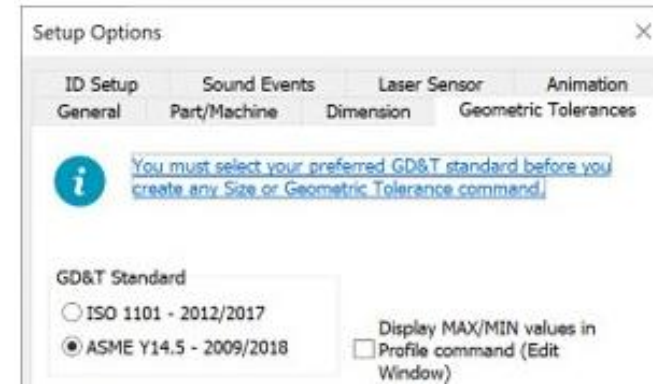 Setup Options
ID Setup Sound Events Laser Sensor Animation
General Part/Machine Dimension Geometric Tolerances
You must select your preferred GD&T standard before you
create any Size or Geometric Tolerance command.
GD&T Standard
ISO 1101 - 2012/2017
ASME Y14.5 - 2009/2018
Display MAX/MIN values in
Profile command (Edit
Window)